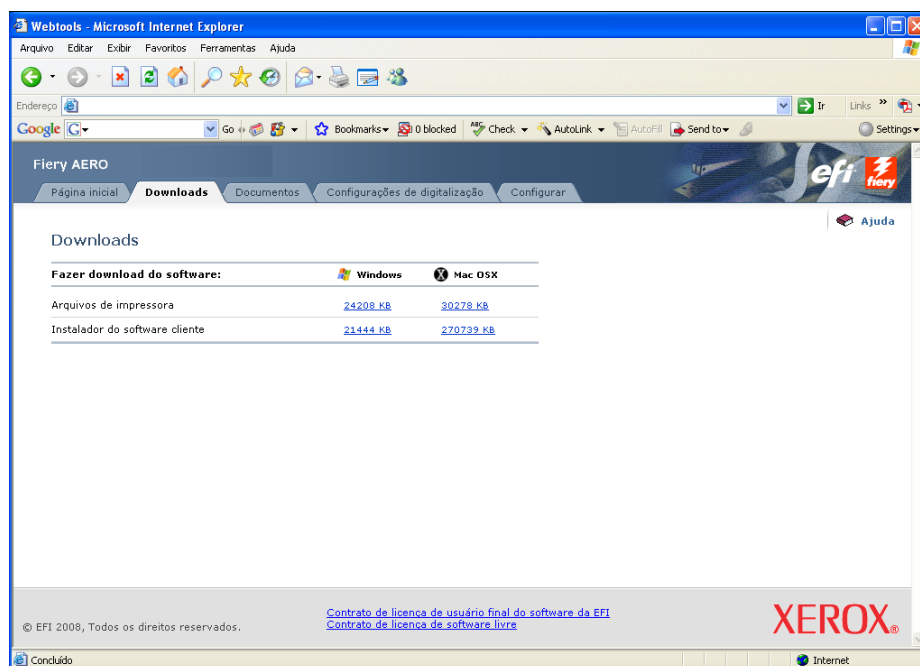 Webtools - Microsoft Internet Explorer
Arquivo Editar Exibir Favoritos Ferramentas Ajuda
Endereço Ir Links »
Google G Go Bookmarks 0 blocked ABC Check AutoLink AutoFill Send to Settings
Fiery AERO
efi fiery
Página inicial Downloads Documentos Configurações de digitalização Configurar
Ajuda
Downloads
Fazer download do software: Windows X Mac OSX
Arquivos de impressora 24208 KB 30278 KB
Instalador do software cliente 21444 KB 270739 KB
Contrato de licença de usuário final do software da EFI
© EFI 2008, Todos os direitos reservados. Contrato de licença de software livre
XEROX®
Concluído Internet